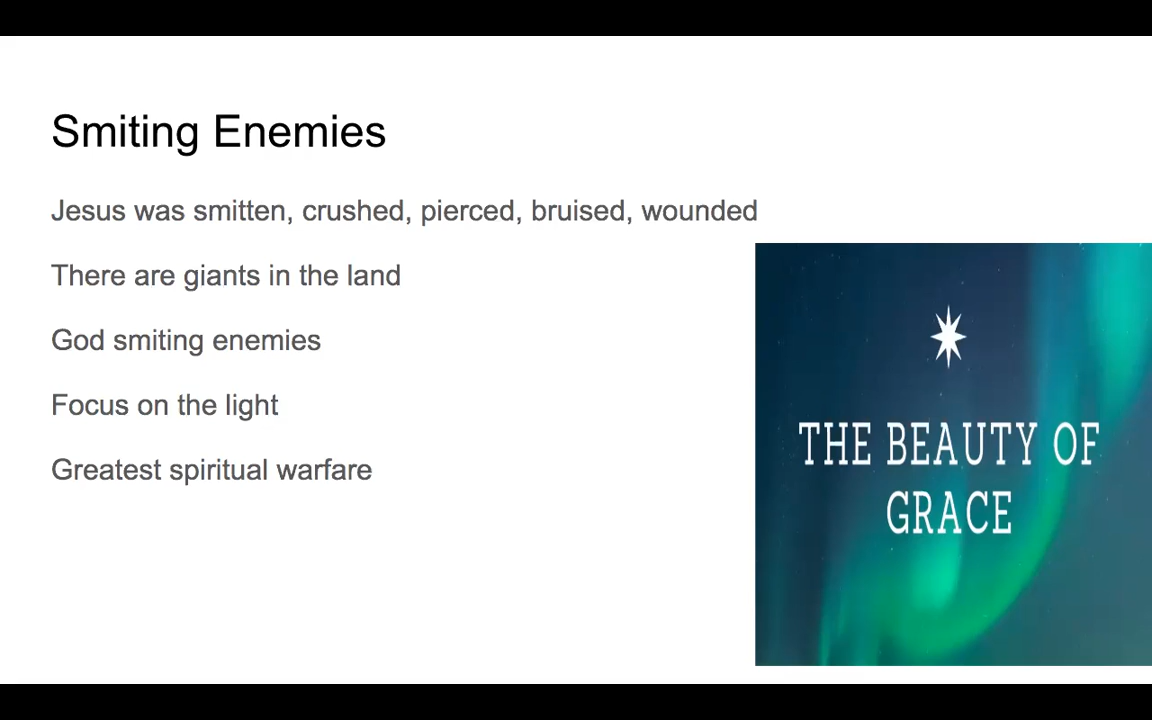 Smiting Enemies
Jesus was smitten, crushed, pierced, bruised, wounded
There are giants in the land
God smiting enemies
Focus on the light
Greatest spiritual warfare
THE BEAUTY OF
GRACE